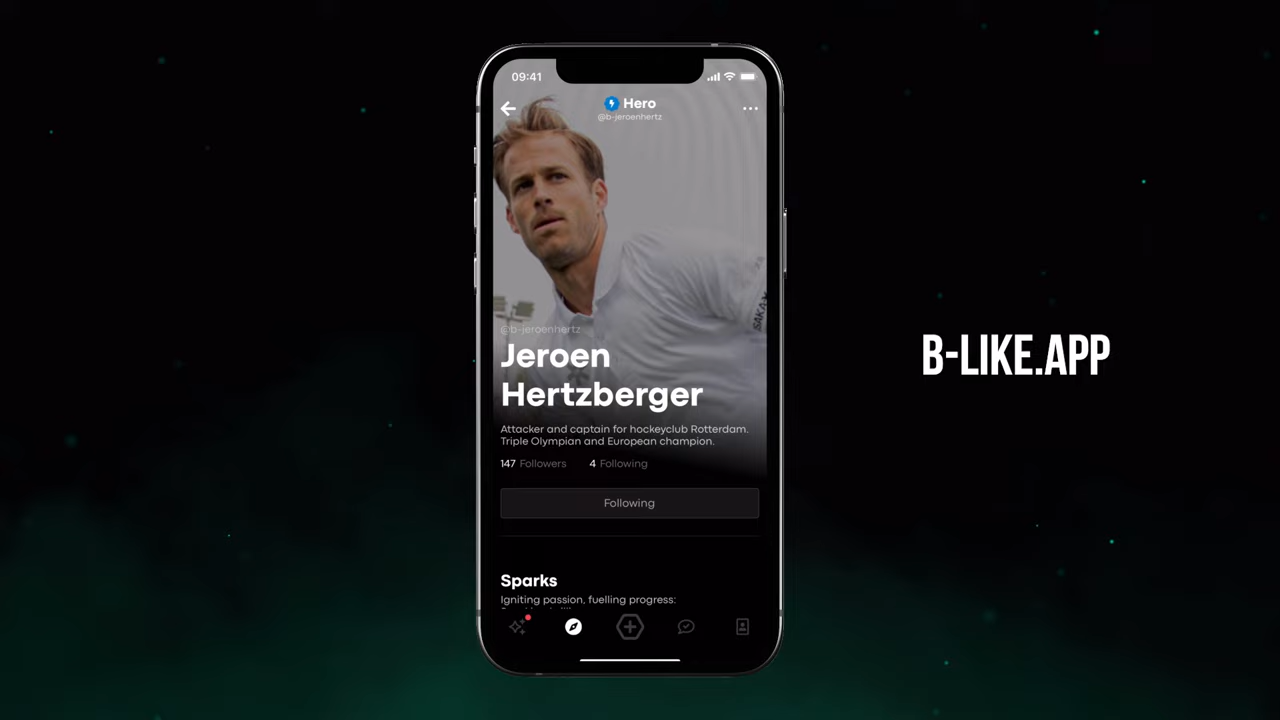 09:41
Hero
@b-jeroenhertz
SAKAY
@b-jeroenhertz
Jeroen
Hertzberger
Attacker and captain for hockeyclub Rotterdam.
Triple Olympian and European champion.
147 Followers 4 Following
Following
Sparks
Igniting passion, fuelling progress:
B-LIKE.APP